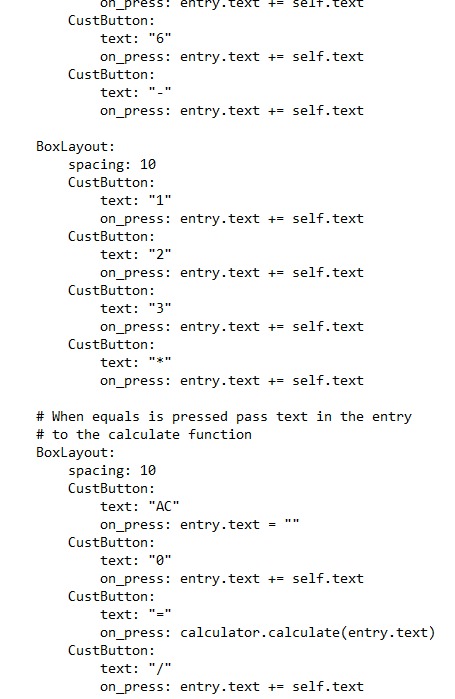 on_press: entry.text += self.text
CustButton:
text: "6"
on_press: entry.text += self.text
CustButton:
text: "-"
on_press: entry.text += self.text
BoxLayout:
spacing: 10
CustButton:
text: "1"
on_press: entry.text += self.text
CustButton:
text: "2"
on_press: entry.text += self.text
CustButton:
text: "3"
on_press: entry.text += self.text
CustButton:
text: "*"
on_press: entry.text += self.text
# When equals is pressed pass text in the entry
# to the calculate function
BoxLayout:
spacing: 10
CustButton:
text: "AC"
on_press: entry.text = ""
CustButton:
text: "0"
on_press: entry.text += self.text
CustButton:
text: "="
on_press: calculator.calculate(entry.text)
CustButton:
text: "/"
on_press: entry.text += self.text